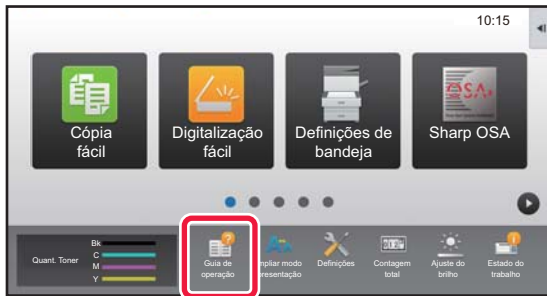 10:15
Cópia
fácil
Digitalização
fácil
Definições de
bandeja
OSA
Sharp OSA
Quant. Toner
Bk
C
M
Y
Guia de
operação
mpliar modo
presentação
Definições
Contagem
total
Ajuste do
brilho
Estado do
trabalho